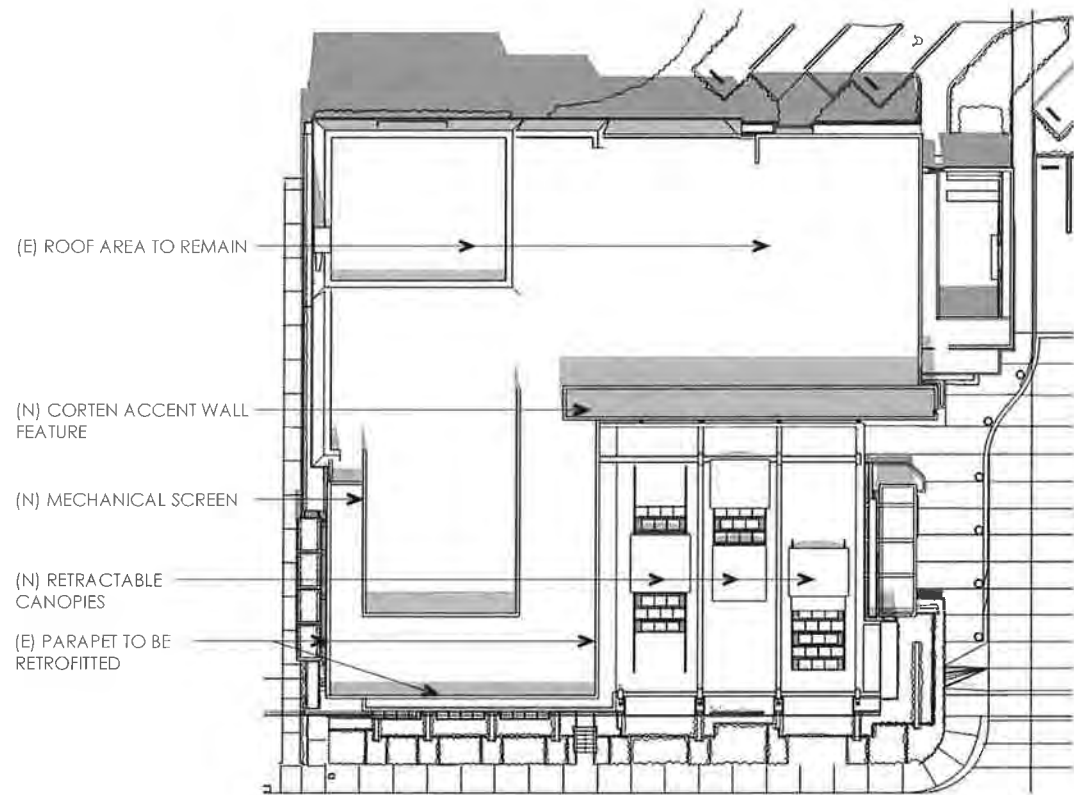 (E) ROOF AREA TO REMAIN
(N) CORTEN ACCENT WALL
FEATURE
(N) MECHANICAL SCREEN
(N) RETRACTABLE
CANOPIES
(E) PARAPET TO BE
RETROFITTED